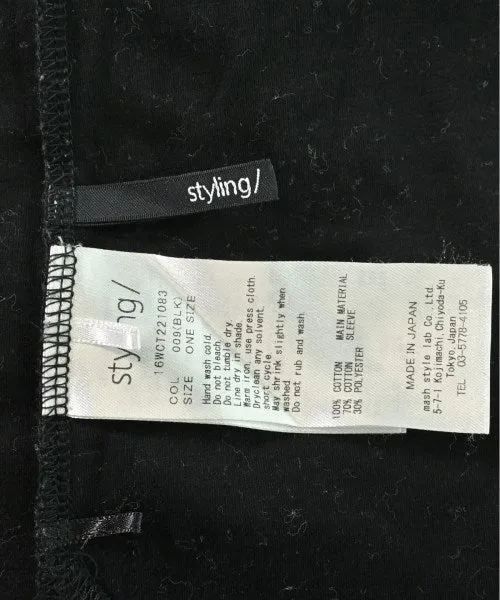 styling/
styling/
16WCT221083
COL 009(BLK)
SIZE ONE SIZE
Hand wash cold.
Do not bleach.
Do not tumble dry.
Line dry in shade.
Warm iron, use press cloth.
Dryclean any solvent,
short cycle.
May shrink slightly when
washed.
Do not rub and wash.
100% COTTON MAIN MATERIAL
70% COTTON SLEEVE
30% POLYESTER
MADE IN JAPAN
mash style lab Co. Ltd.
5-7-1 Kojimachi, Chiyoda-Ku
Tokyo. Japan
TEL 03-5778-4105